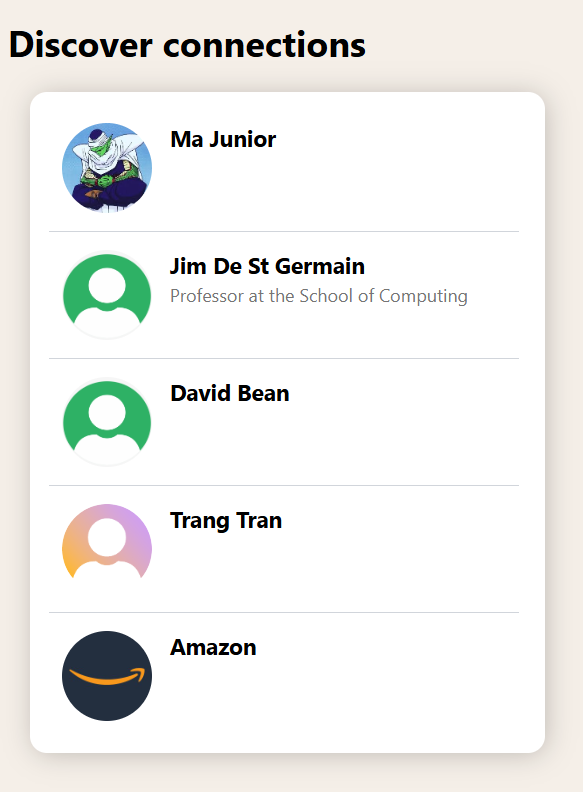 Discover connections
Ma Junior
Jim De St Germain
Professor at the School of Computing
David Bean
Trang Tran
Amazon